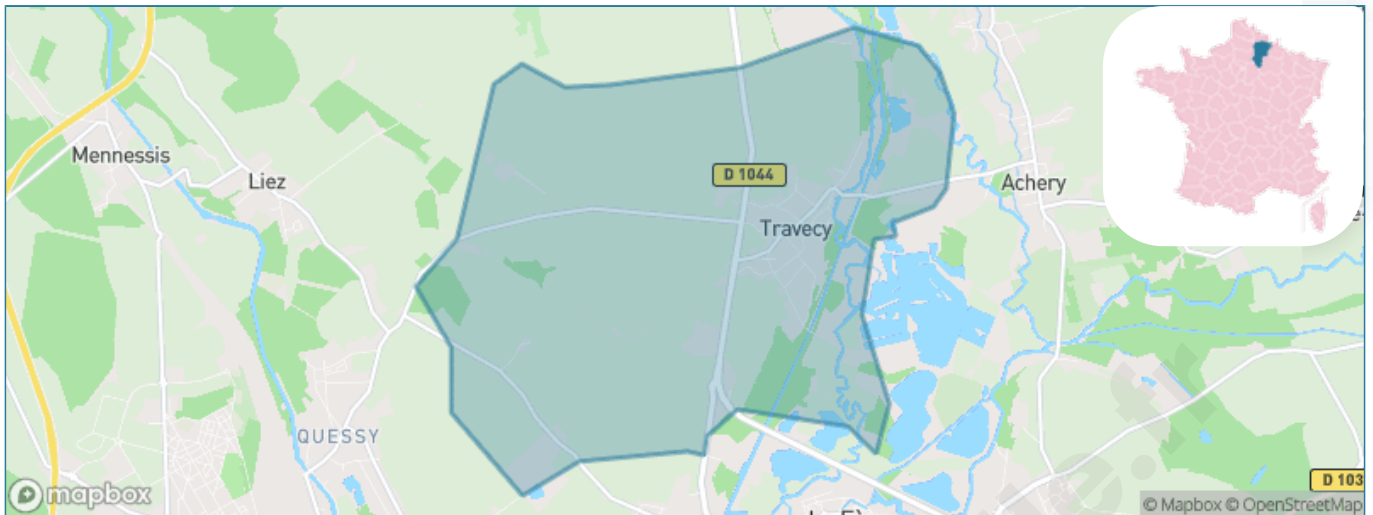 Mennessis
Liez
D 1044
Travecy
Achery
QUESSY
D 103
mapbox
© Mapbox © OpenStreetMap